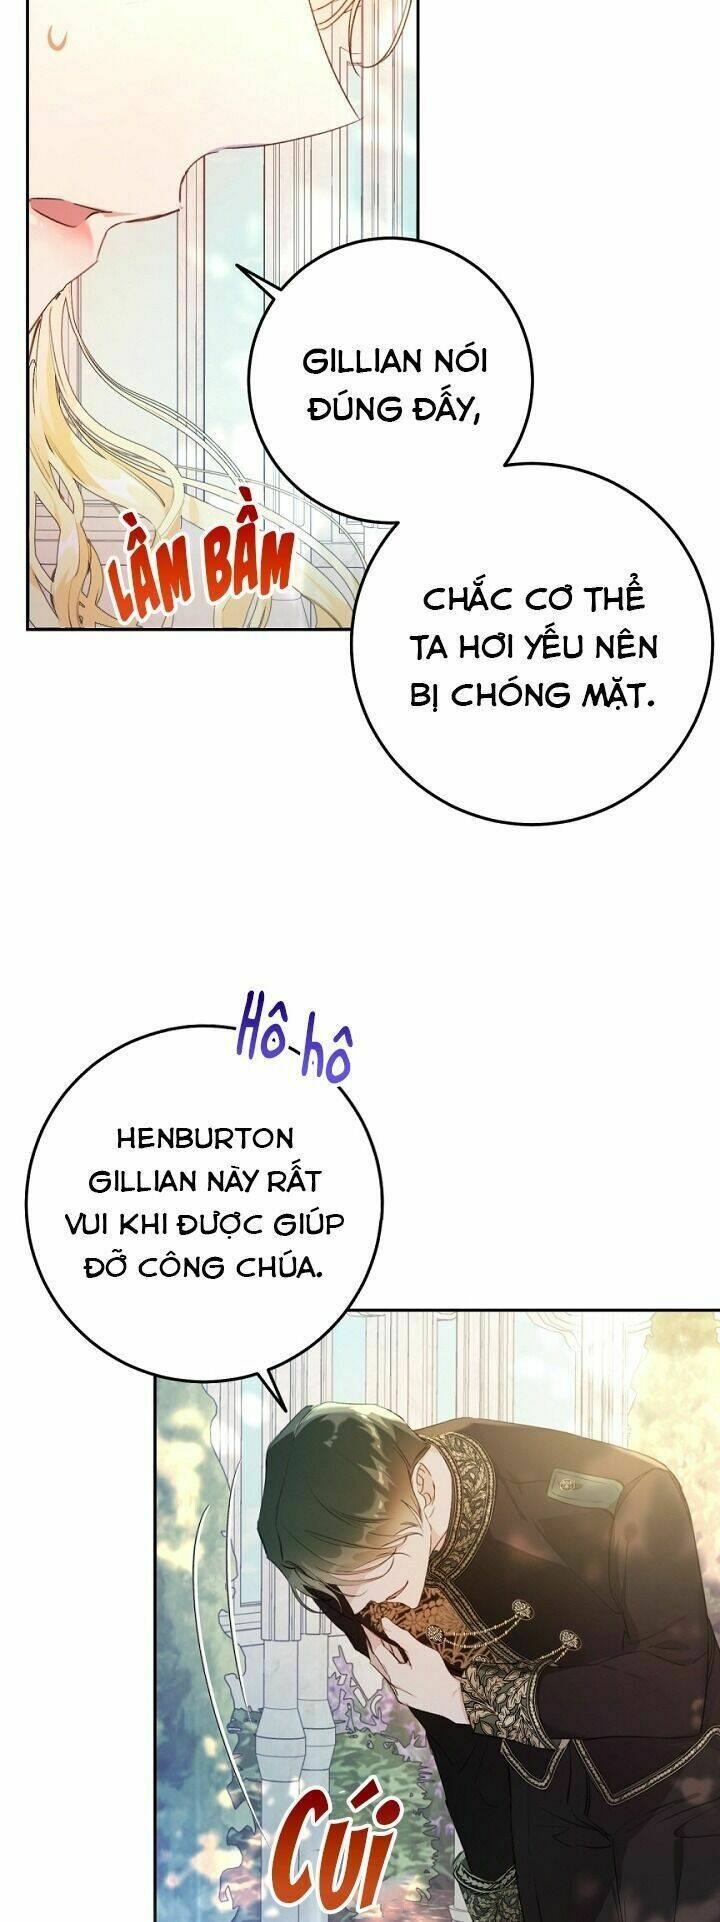 GILLIAN NÓI
ĐÚNG ĐẤY,
LẦM BẦM
CHẮC CƠ THỂ
TA HƠI YẾU NÊN
BỊ CHÓNG MẶT.
Hô hô
HENBURTON
GILLIAN NÀY RẤT
VUI KHI ĐƯỢC GIÚP
ĐỠ CÔNG CHÚA.
CÚI